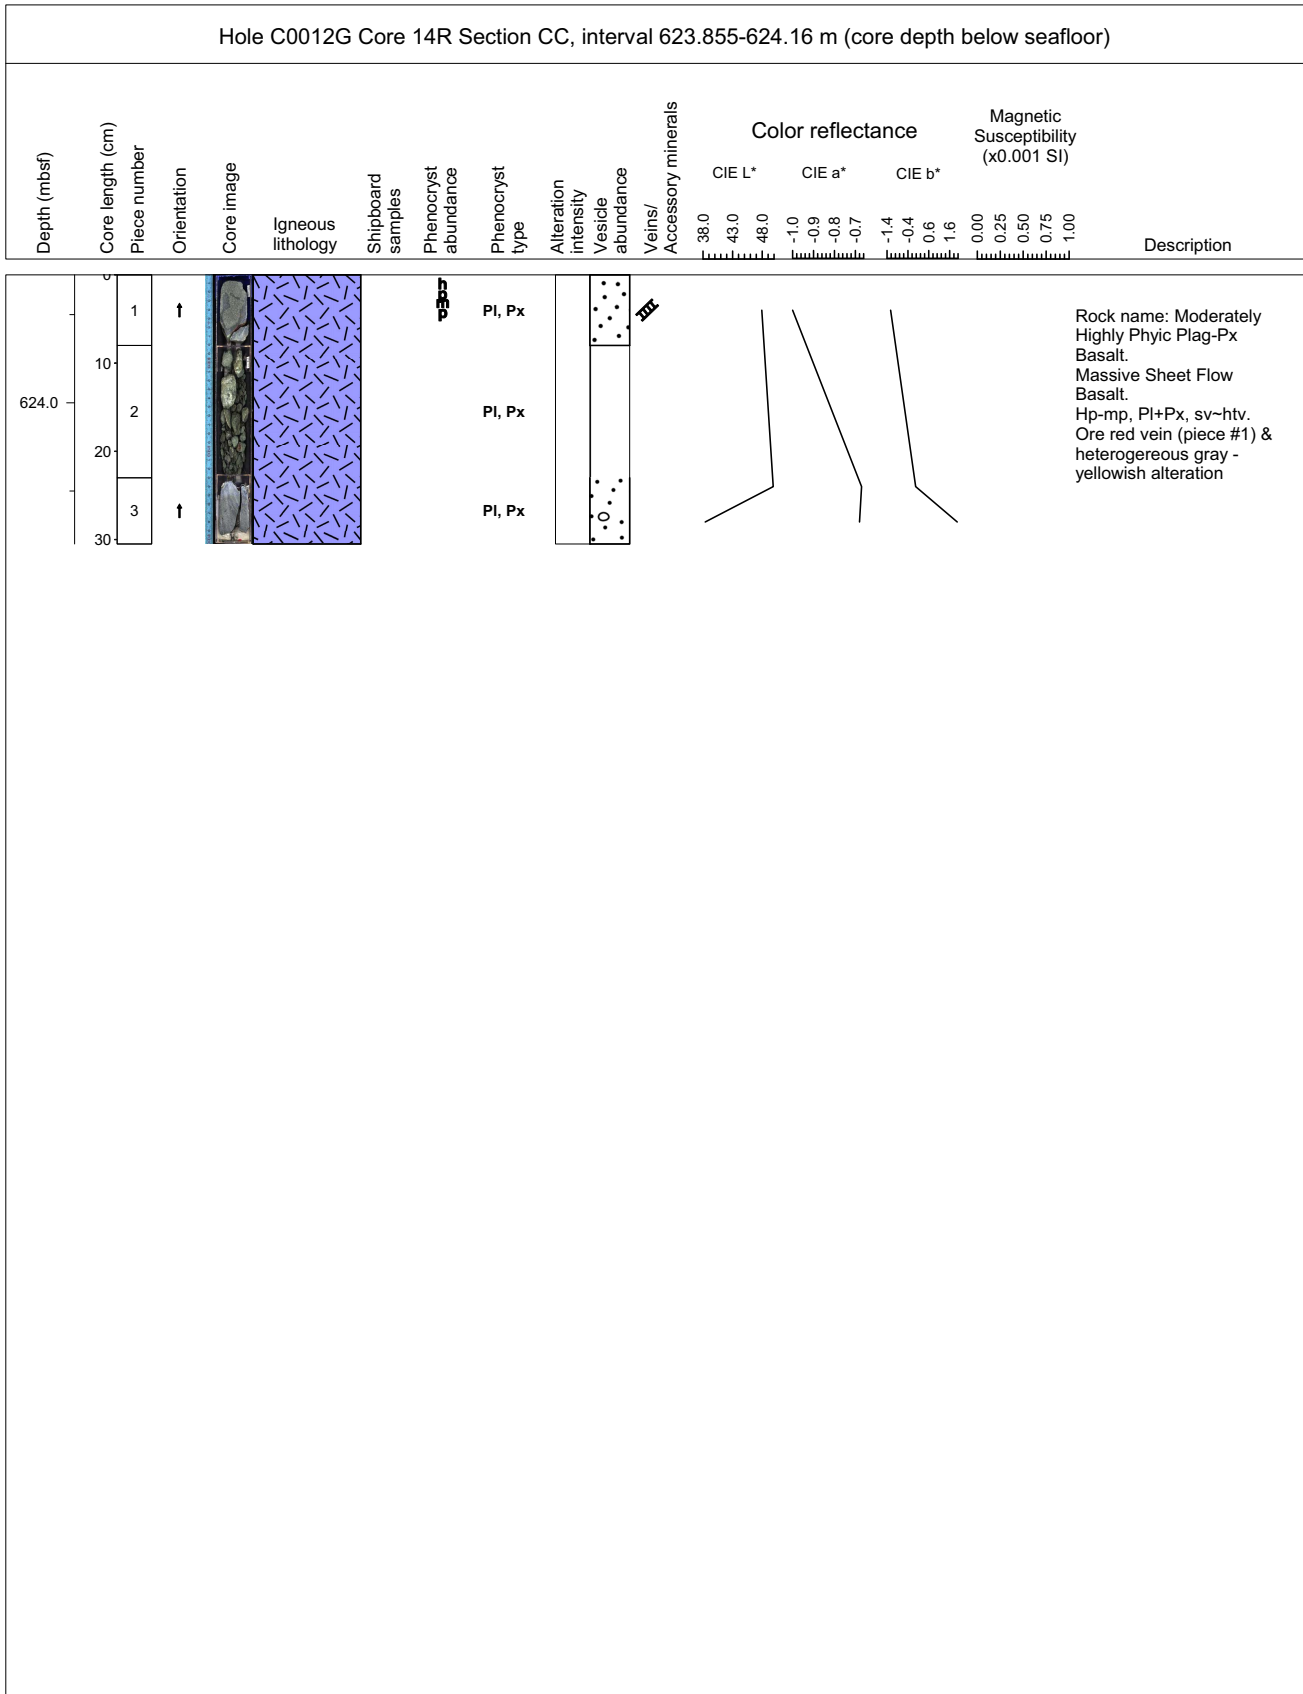 Hole C0012G Core 14R Section CC, interval 623.855-624.16 m (core depth below seafloor)
Depth (mbsf)
Core length (cm)
Piece number
Orientation
Core image
Igneous
lithology
Shipboard
samples
Phenocryst
abundance
Phenocryst
type
Alteration
intensity
Vesicle
abundance
Veins/
Accessory minerals
Color reflectance
CIE L*
CIE a*
CIE b*
38.0
43.0
48.0
-1.0
-0.9
-0.8
-0.7
-1.4
-0.4
0.6
1.6
Magnetic
Susceptibility
(x0.001 SI)
0.00
0.25
0.50
0.75
1.00
Description
0
10
20
30
624.0
1
2
3
hp
mp
Pl, Px
Pl, Px
Pl, Px
Rock name: Moderately
Highly Phyic Plag-Px
Basalt.
Massive Sheet Flow
Basalt.
Hp-mp, Pl+Px, sv~htv.
Ore red vein (piece #1) &
heterogereous gray -
yellowish alteration